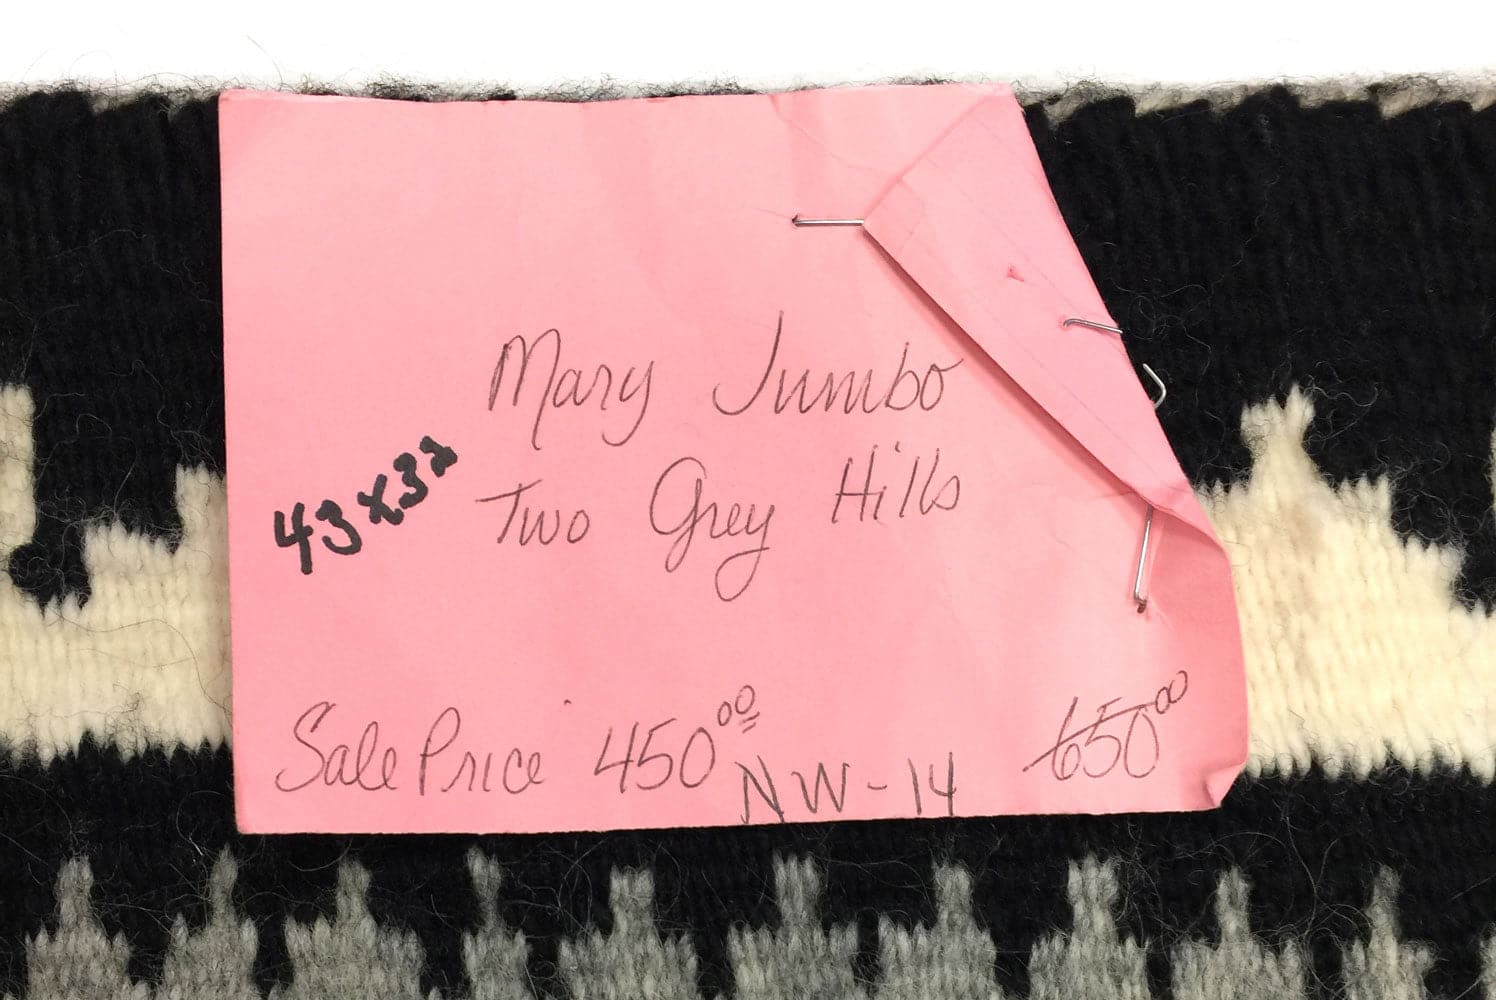 Mary Jumbo
43x32
Two Grey Hills
Sale Price 450⁰⁰
650⁰⁰
NW-14